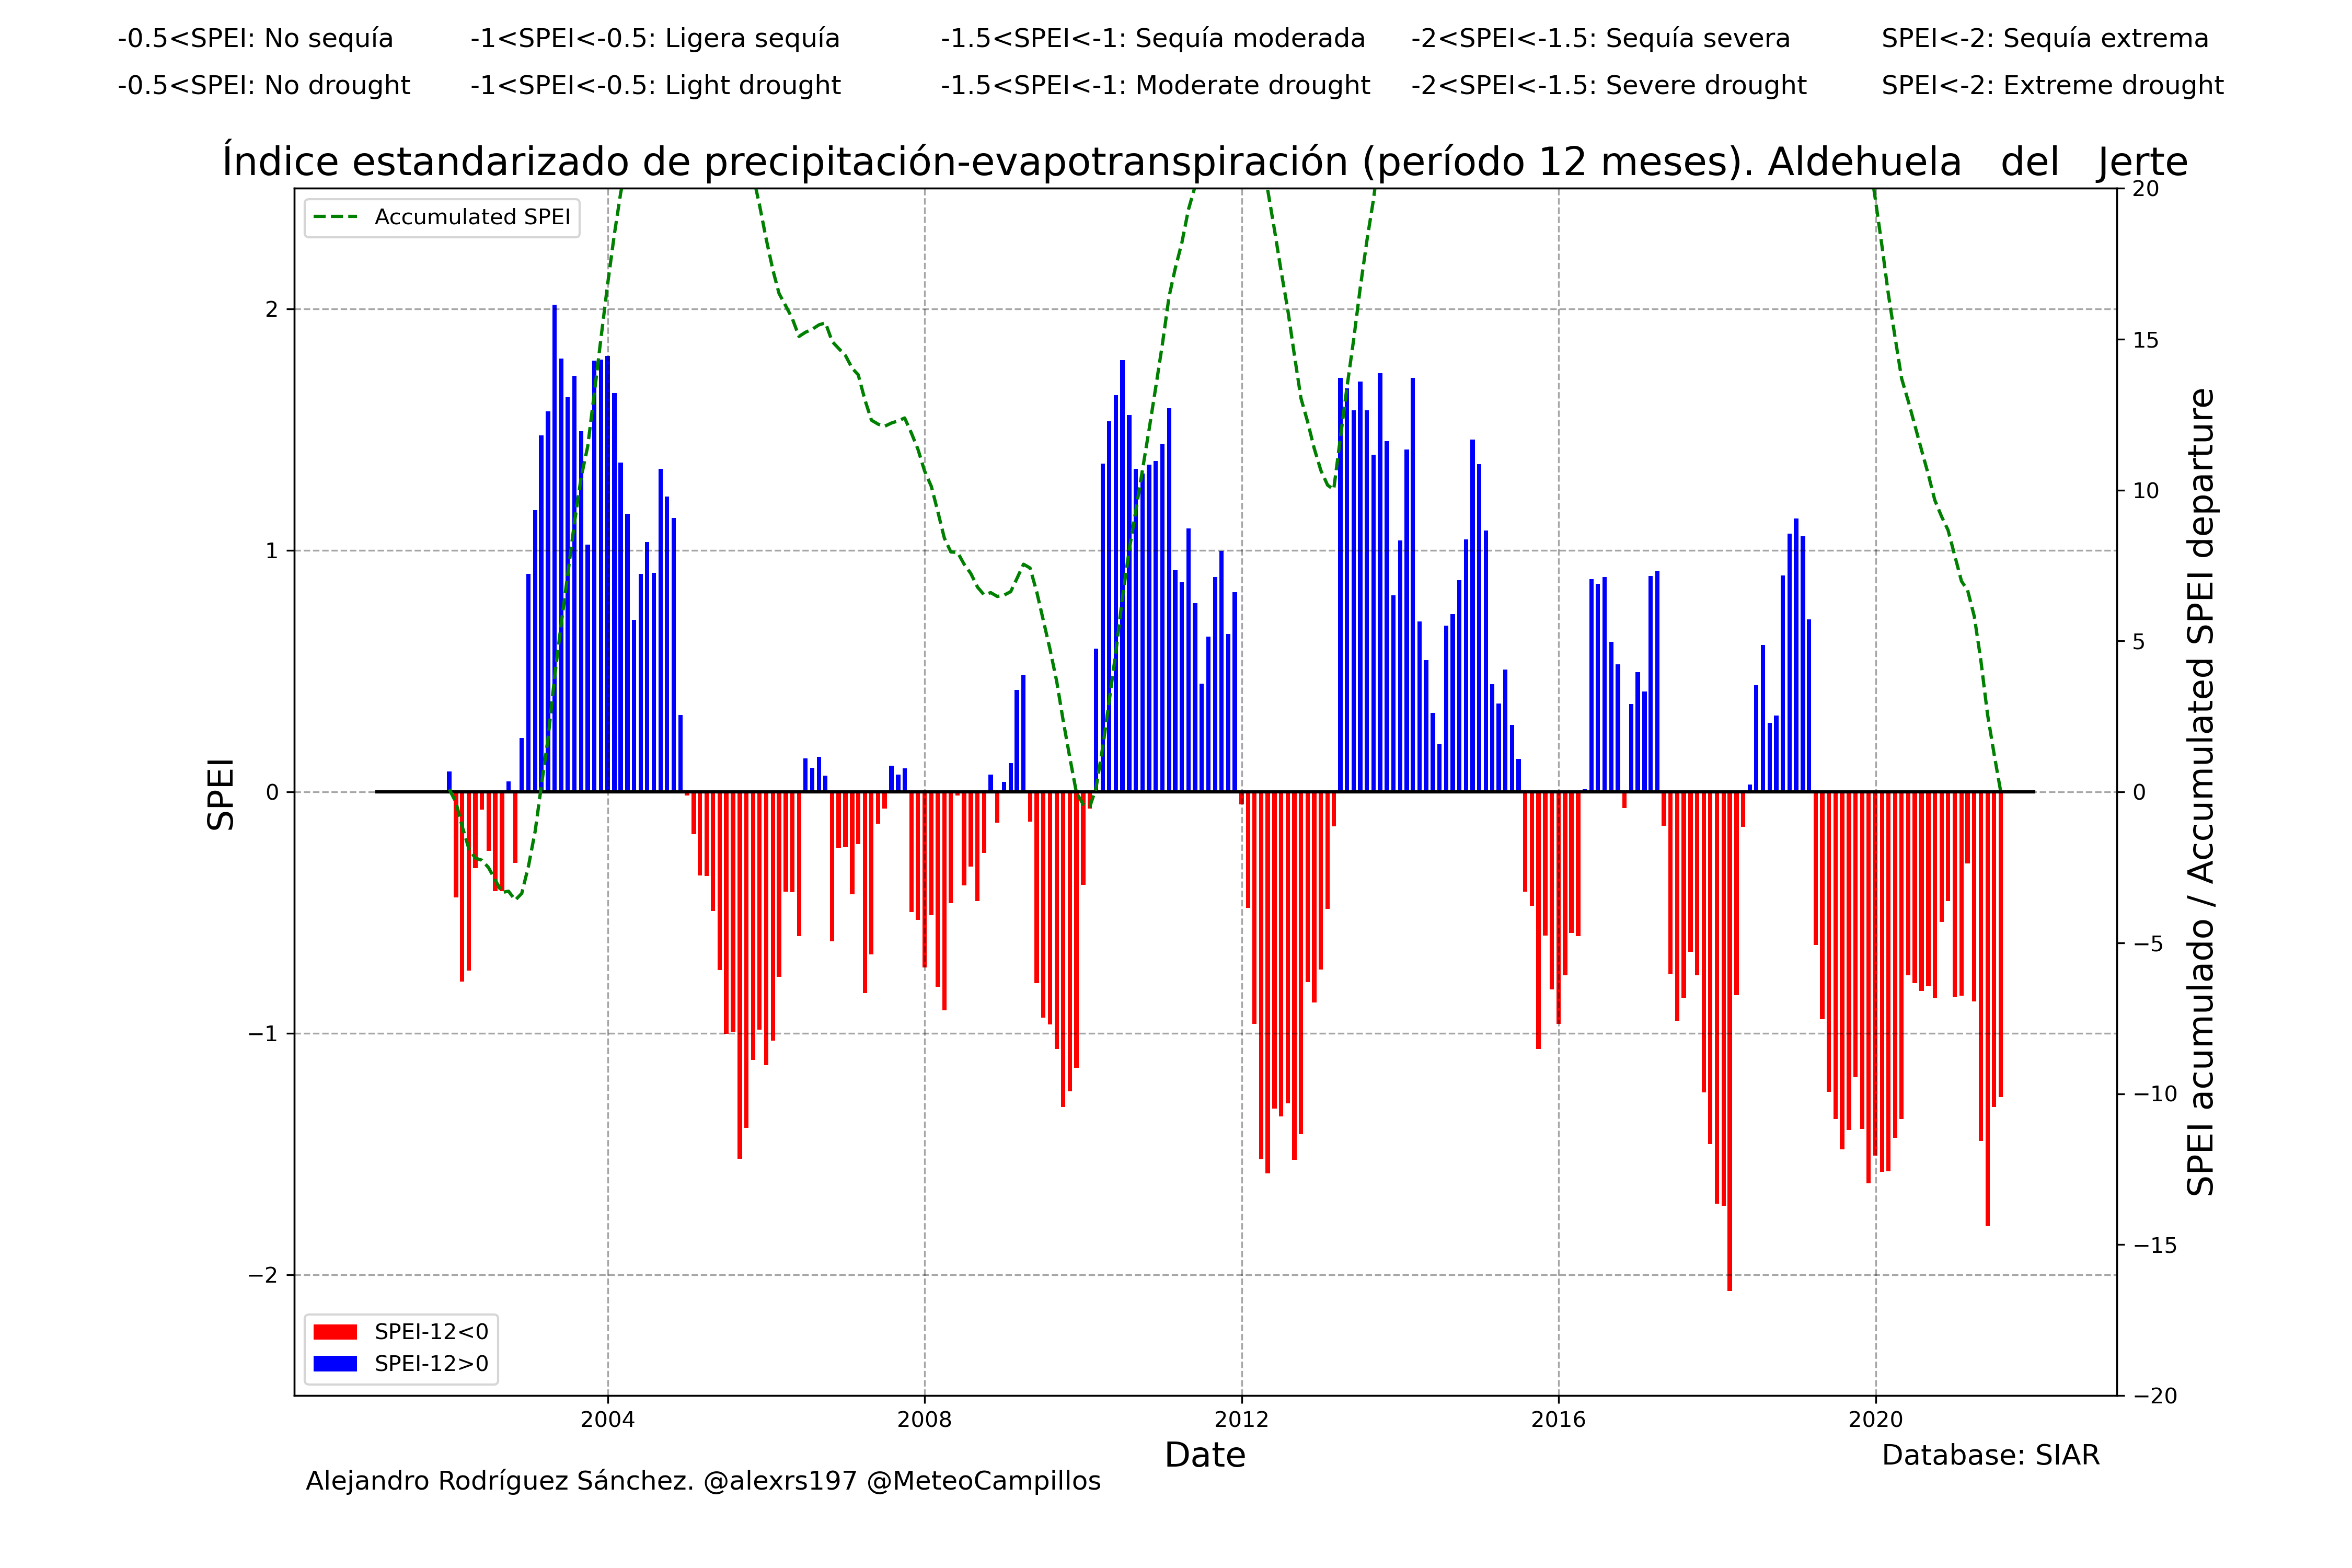 -0.5<SPEI: No sequía -1<SPEI<-0.5: Ligera sequía -1.5<SPEI<-1: Sequía moderada -2<SPEI<-1.5: Sequía severa SPEI<-2: Sequía extrema
-0.5<SPEI: No drought -1<SPEI<-0.5: Light drought -1.5<SPEI<-1: Moderate drought -2<SPEI<-1.5: Severe drought SPEI<-2: Extreme drought
Índice estandarizado de precipitación-evapotranspiración (período 12 meses). Aldehuela del Jerte
Accumulated SPEI
2
1
0
−1
−2
SPEI
20
15
10
5
0
−5
−10
−15
−20
SPEI acumulado / Accumulated SPEI departure
SPEI-12<0
SPEI-12>0
2004 2008 2012 2016 2020
Date
Database: SIAR
Alejandro Rodríguez Sánchez. @alexrs197 @MeteoCampillos